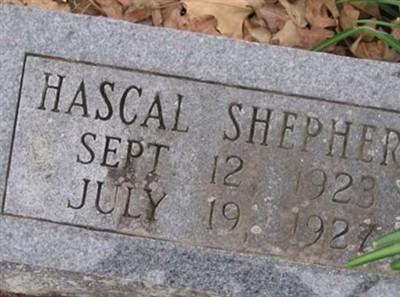 HASCAL SHEPHER
SEPT. 12, 1923
JULY 19, 1927